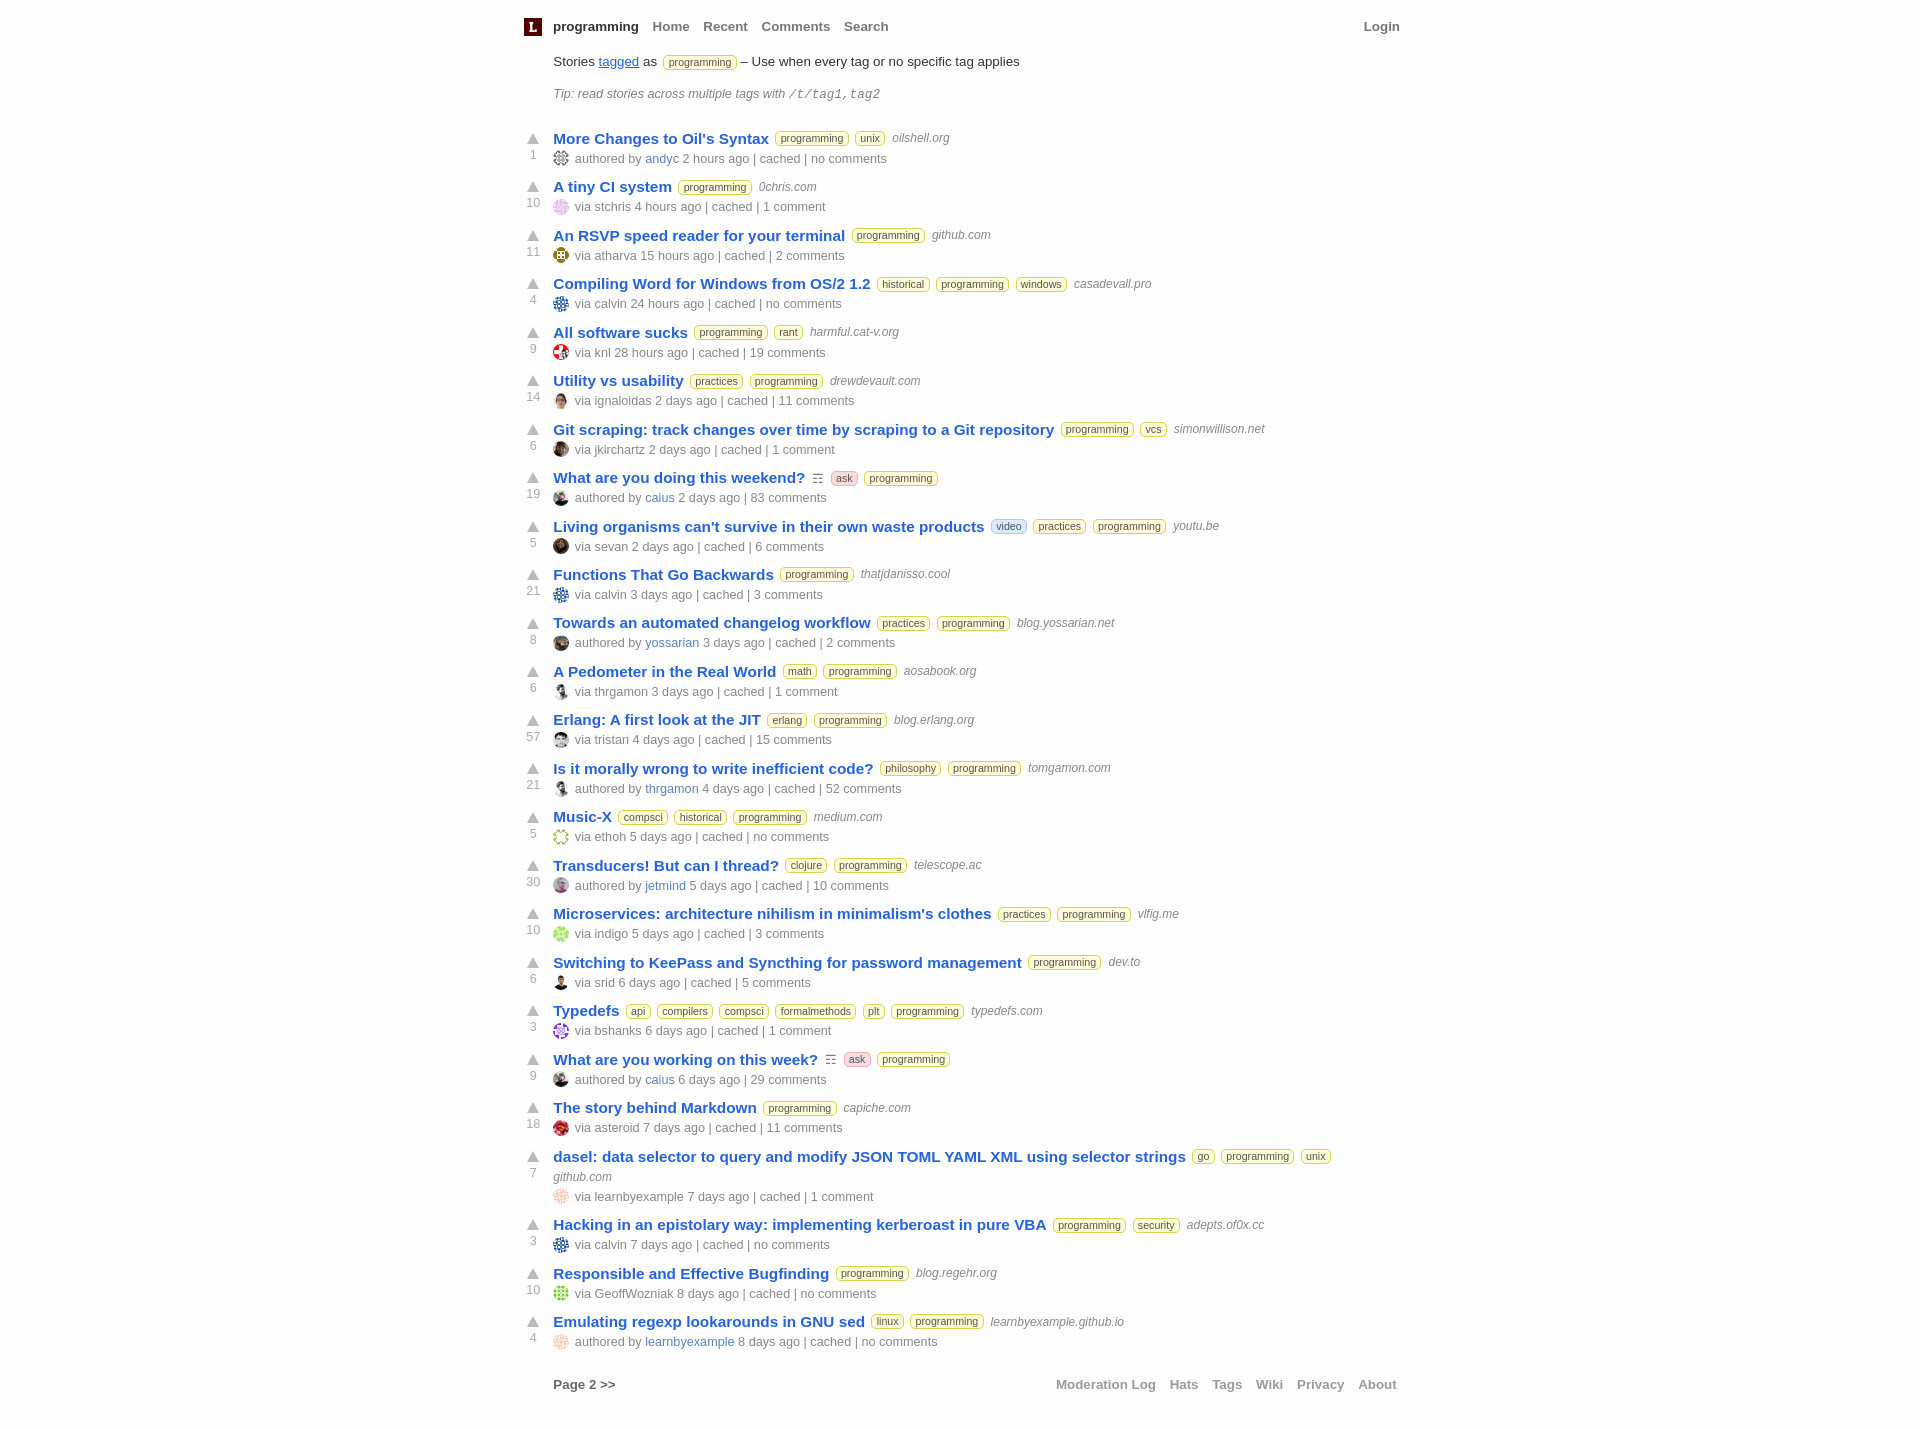 L programming Home Recent Comments Search Login
Stories tagged as programming – Use when every tag or no specific tag applies
Tip: read stories across multiple tags with /t/tag1,tag2
More Changes to Oil's Syntax programming unix oilshell.org
1 authored by andyc 2 hours ago | cached | no comments
A tiny CI system programming 0chris.com
10 via stchris 4 hours ago | cached | 1 comment
An RSVP speed reader for your terminal programming github.com
11 via atharva 15 hours ago | cached | 2 comments
Compiling Word for Windows from OS/2 1.2 historical programming windows casadevall.pro
4 via calvin 24 hours ago | cached | no comments
All software sucks programming rant harmful.cat-v.org
9 via knl 28 hours ago | cached | 19 comments
Utility vs usability practices programming drewdevault.com
14 via ignaloidas 2 days ago | cached | 11 comments
Git scraping: track changes over time by scraping to a Git repository programming vcs simonwillison.net
6 via jkirchartz 2 days ago | cached | 1 comment
What are you doing this weekend? ☶ ask programming
19 authored by caius 2 days ago | 83 comments
Living organisms can't survive in their own waste products video practices programming youtu.be
5 via sevan 2 days ago | cached | 6 comments
Functions That Go Backwards programming thatjdanisso.cool
21 via calvin 3 days ago | cached | 3 comments
Towards an automated changelog workflow practices programming blog.yossarian.net
8 authored by yossarian 3 days ago | cached | 2 comments
A Pedometer in the Real World math programming aosabook.org
6 via thrgamon 3 days ago | cached | 1 comment
Erlang: A first look at the JIT erlang programming blog.erlang.org
57 via tristan 4 days ago | cached | 15 comments
Is it morally wrong to write inefficient code? philosophy programming tomgamon.com
21 authored by thrgamon 4 days ago | cached | 52 comments
Music-X compsci historical programming medium.com
5 via ethoh 5 days ago | cached | no comments
Transducers! But can I thread? clojure programming telescope.ac
30 authored by jetmind 5 days ago | cached | 10 comments
Microservices: architecture nihilism in minimalism's clothes practices programming vlfig.me
10 via indigo 5 days ago | cached | 3 comments
Switching to KeePass and Syncthing for password management programming dev.to
6 via srid 6 days ago | cached | 5 comments
Typedefs api compilers compsci formalmethods plt programming typedefs.com
3 via bshanks 6 days ago | cached | 1 comment
What are you working on this week? ☶ ask programming
9 authored by caius 6 days ago | 29 comments
The story behind Markdown programming capiche.com
18 via asteroid 7 days ago | cached | 11 comments
dasel: data selector to query and modify JSON TOML YAML XML using selector strings go programming unix
7 github.com
via learnbyexample 7 days ago | cached | 1 comment
Hacking in an epistolary way: implementing kerberoast in pure VBA programming security adepts.of0x.cc
3 via calvin 7 days ago | cached | no comments
Responsible and Effective Bugfinding programming blog.regehr.org
10 via GeoffWozniak 8 days ago | cached | no comments
Emulating regexp lookarounds in GNU sed linux programming learnbyexample.github.io
4 authored by learnbyexample 8 days ago | cached | no comments
Page 2 >> Moderation Log Hats Tags Wiki Privacy About